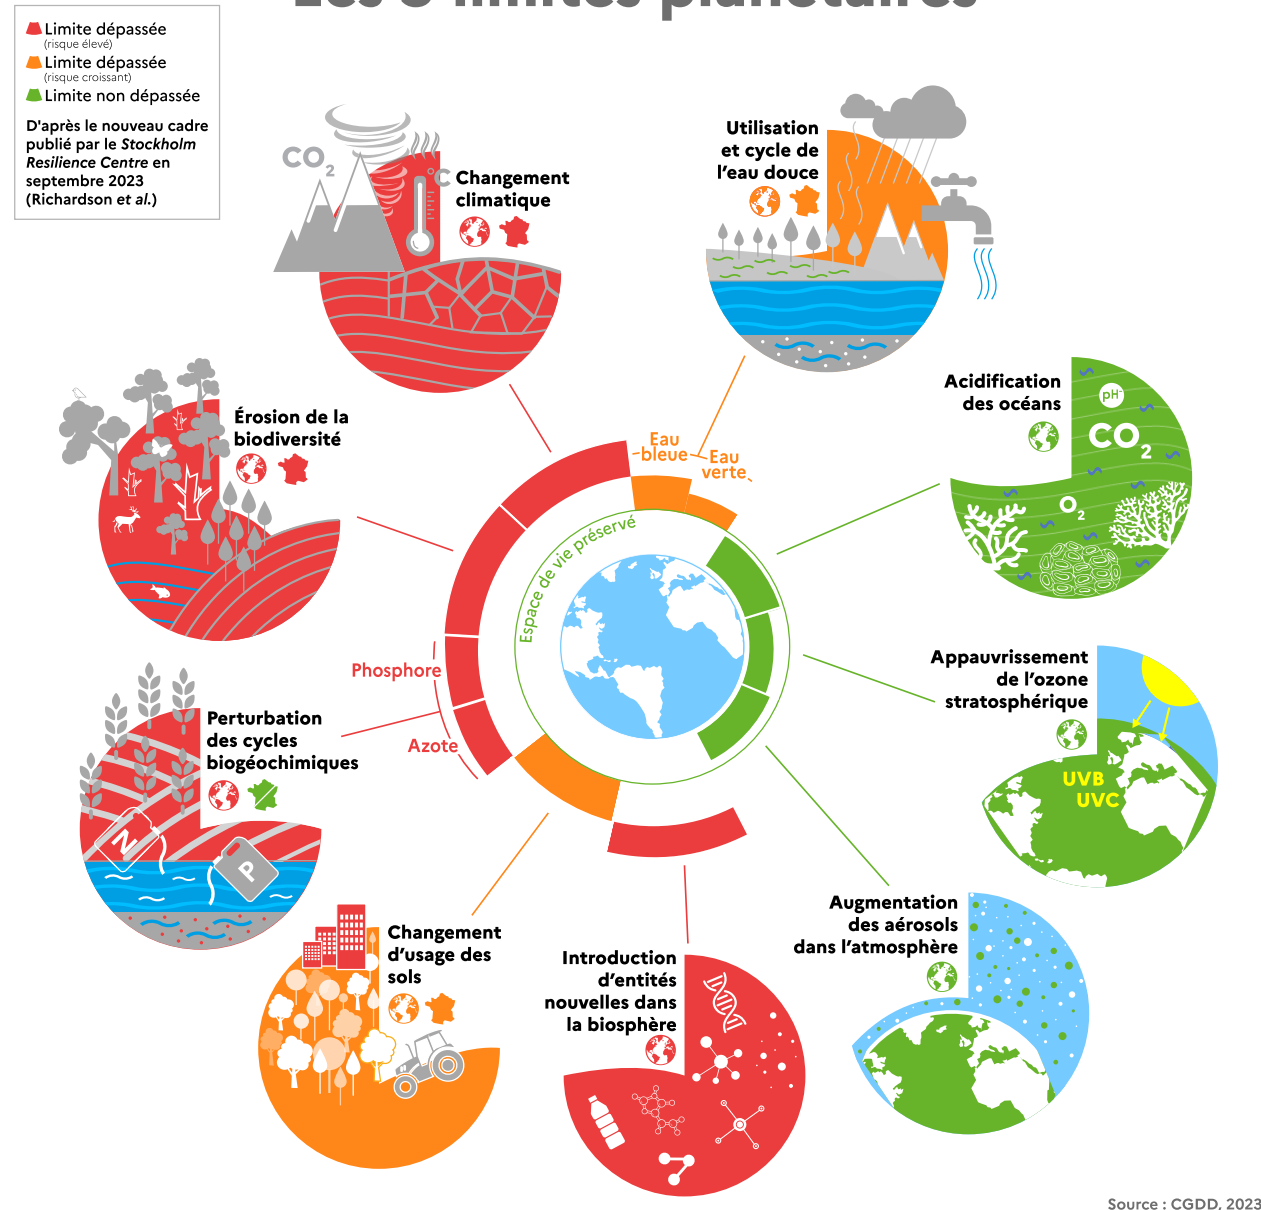 Les 9 limites planétaires
Limite dépassée
(risque élevé)
Limite dépassée
(risque croissant)
Limite non dépassée
D'après le nouveau cadre
publié par le Stockholm
Resilience Centre en
septembre 2023
(Richardson et al.)
CO2
°C
Changement
climatique
Utilisation
et cycle de
l'eau douce
Érosion de la
biodiversité
Acidification
des océans
pH-
CO2
O2
Eau
bleue
Eau
verte
Espace de vie préservé
Phosphore
Azote
Perturbation
des cycles
biogéochimiques
N
P
Appauvrissement
de l'ozone
stratosphérique
UVB
UVC
Changement
d'usage des
sols
Introduction
d'entités
nouvelles dans
la biosphère
Augmentation
des aérosols
dans l'atmosphère
Source : CGDD, 2023